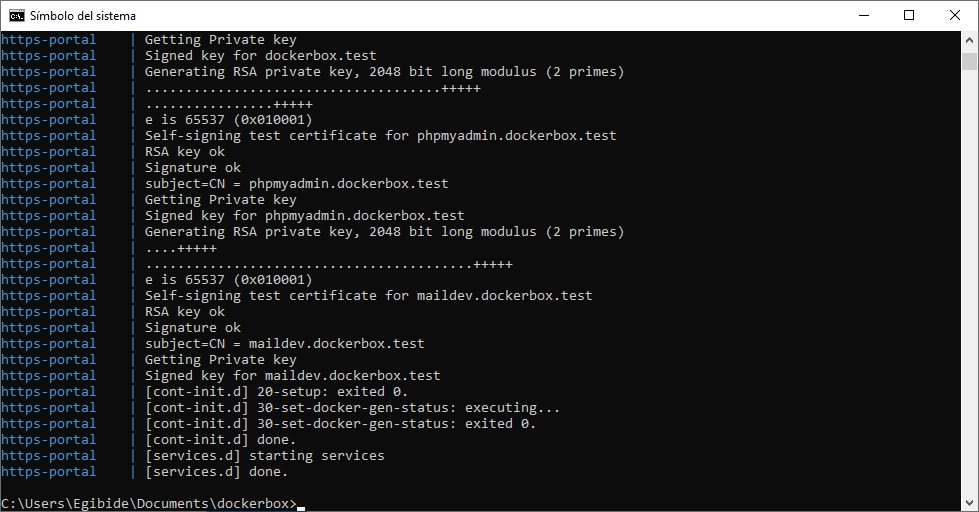 Símbolo del sistema
https-portal    | Getting Private key
https-portal    | Signed key for dockerbox.test
https-portal    | Generating RSA private key, 2048 bit long modulus (2 primes)
https-portal    | .....................................+++++
https-portal    | ................+++++
https-portal    | e is 65537 (0x010001)
https-portal    | Self-signing test certificate for phpmyadmin.dockerbox.test
https-portal    | RSA key ok
https-portal    | Signature ok
https-portal    | subject=CN = phpmyadmin.dockerbox.test
https-portal    | Getting Private key
https-portal    | Signed key for phpmyadmin.dockerbox.test
https-portal    | Generating RSA private key, 2048 bit long modulus (2 primes)
https-portal    | ....+++++
https-portal    | .........................................+++++
https-portal    | e is 65537 (0x010001)
https-portal    | Self-signing test certificate for maildev.dockerbox.test
https-portal    | RSA key ok
https-portal    | Signature ok
https-portal    | subject=CN = maildev.dockerbox.test
https-portal    | Getting Private key
https-portal    | Signed key for maildev.dockerbox.test
https-portal    | [cont-init.d] 20-setup: exited 0.
https-portal    | [cont-init.d] 30-set-docker-gen-status: executing...
https-portal    | [cont-init.d] 30-set-docker-gen-status: exited 0.
https-portal    | [cont-init.d] done.
https-portal    | [services.d] starting services
https-portal    | [services.d] done.
C:\Users\Egibide\Documents\dockerbox>